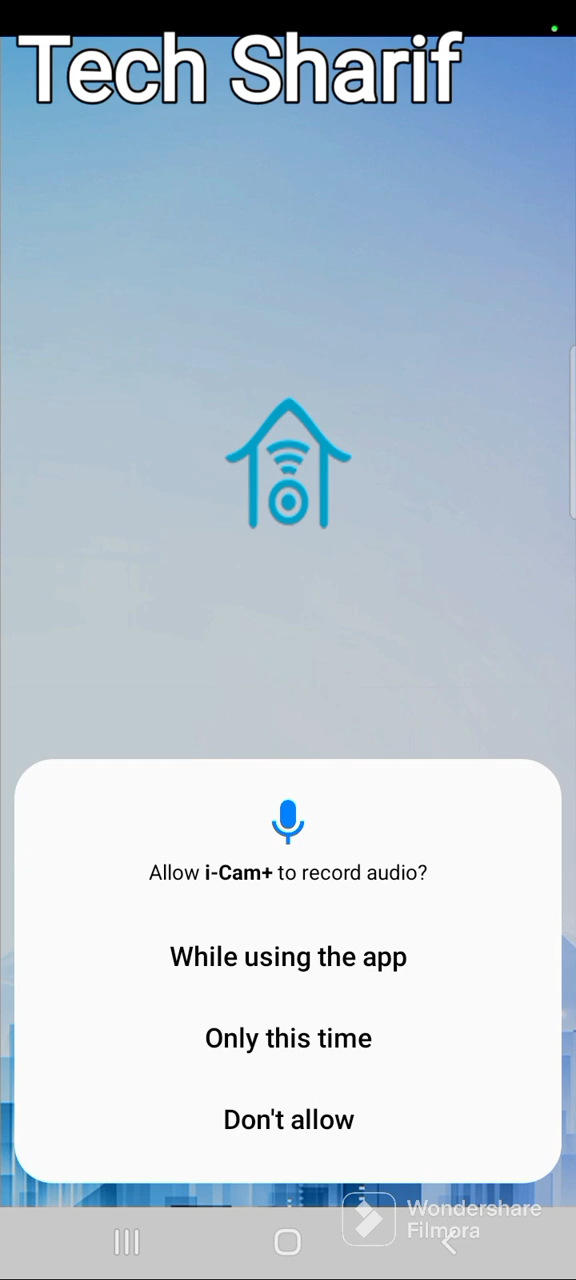 Tech Sharif
Allow i-Cam+ to record audio?
While using the app
Only this time
Don't allow
Wondershare
Filmora